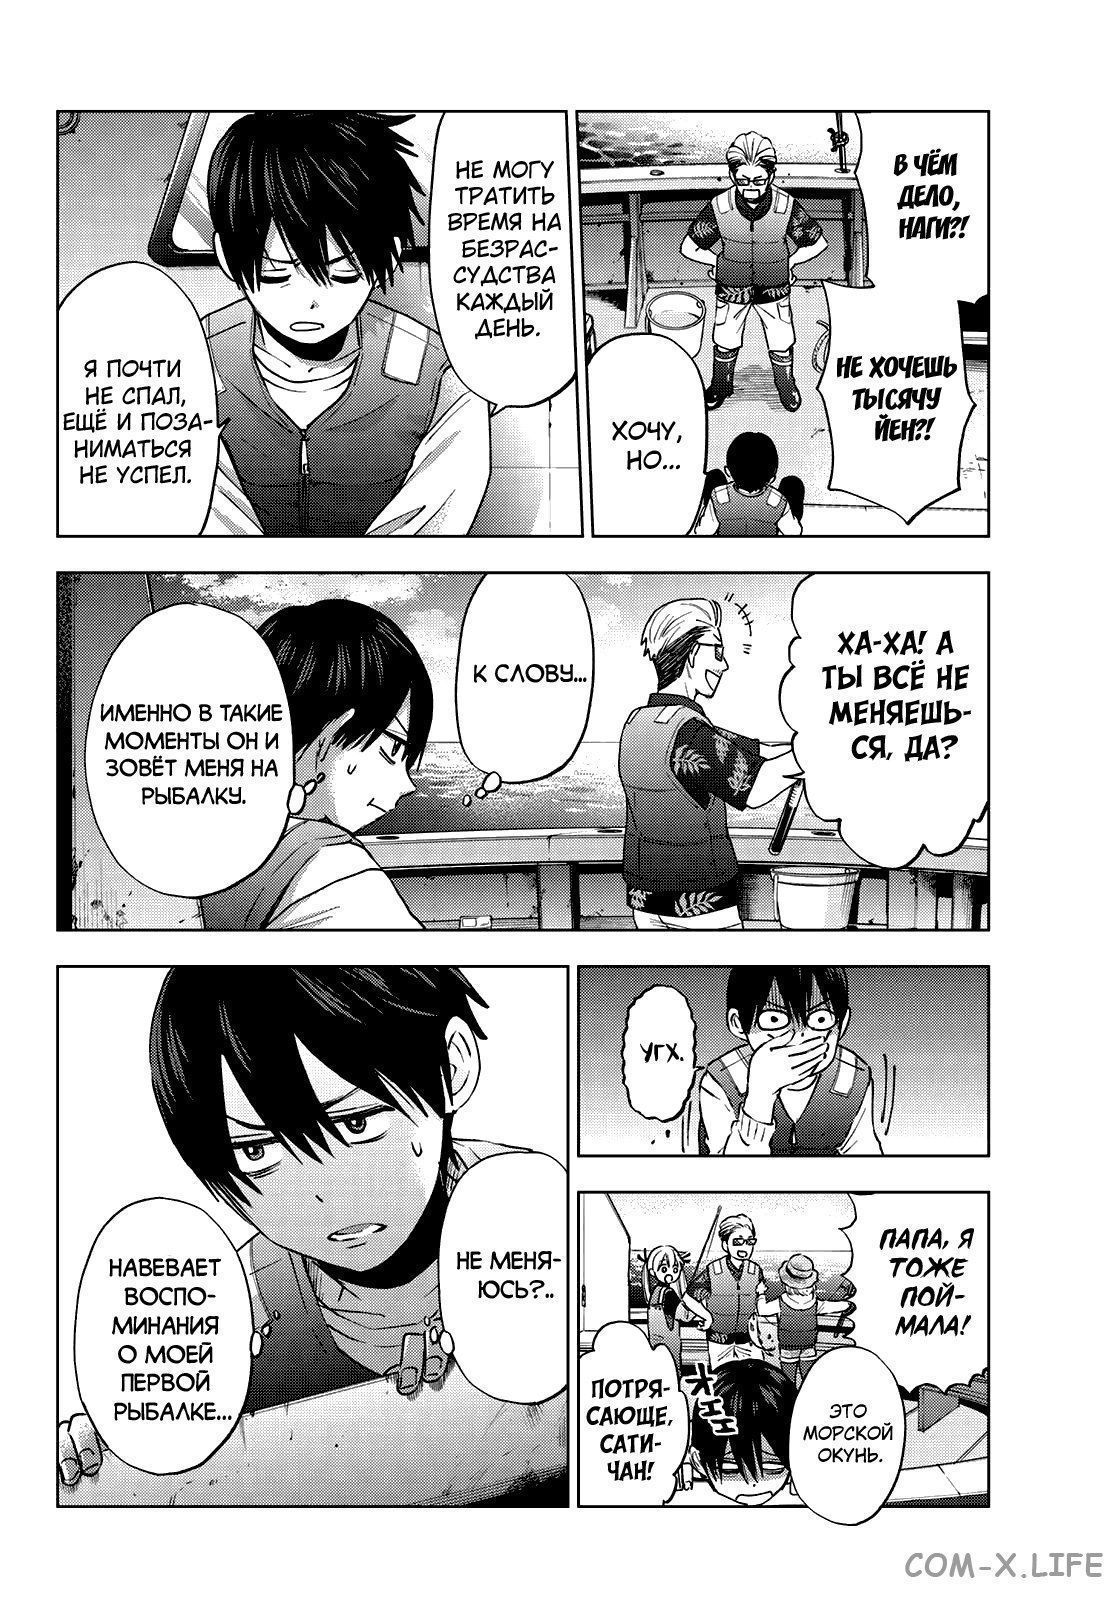 В ЧЁМ
ДЕЛО,
НАГИ?!
НЕ ХОЧЕШЬ
ТЫСЯЧУ
ЙЕН?!
ХОЧУ,
НО...
НЕ МОГУ
ТРАТИТЬ
ВРЕМЯ НА
БЕЗРАС-
СУДСТВА
КАЖДЫЙ
ДЕНЬ.
Я ПОЧТИ
НЕ СПАЛ,
ЕЩЁ И ПОЗА-
НИМАТЬСЯ
НЕ УСПЕЛ.
ХА-ХА! А
ТЫ ВСЁ НЕ
МЕНЯЕШЬ-
СЯ, ДА?
К СЛОВУ...
ИМЕННО В ТАКИЕ
МОМЕНТЫ ОН И
ЗОВЁТ МЕНЯ НА
РЫБАЛКУ.
УГХ.
ПАПА, Я
ТОЖЕ
ПОЙ-
МАЛА!
ЭТО
МОРСКОЙ
ОКУНЬ.
ПОТРЯ-
САЮЩЕ,
САТИ-
ЧАН!
НЕ МЕНЯ-
ЮСЬ?..
НАВЕВАЕТ
ВОСПО-
МИНАНИЯ
О МОЕЙ
ПЕРВОЙ
РЫБАЛКЕ...
COM-X.LIFE